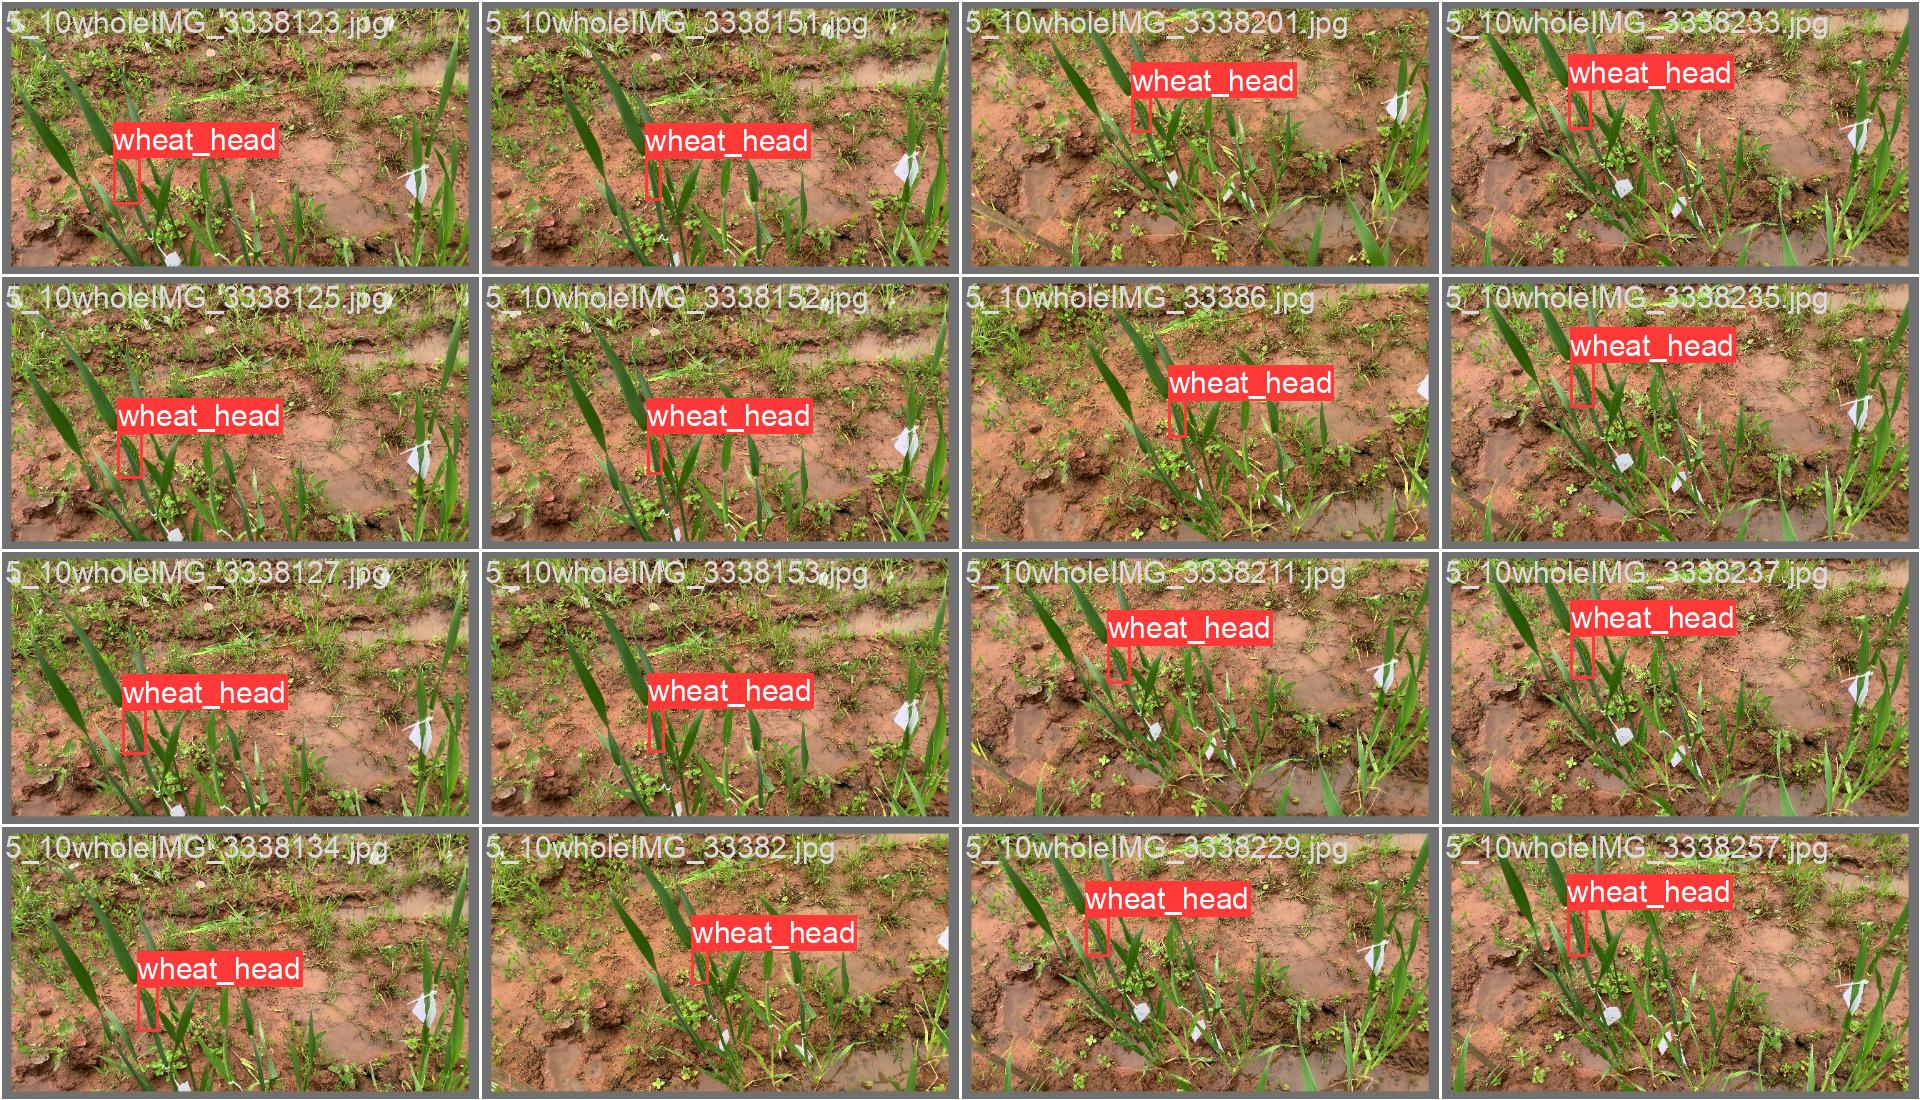 5_10wholeIMG_3338123.jpg
wheat_head
5_10wholeIMG_3338151.jpg
wheat_head
5_10wholeIMG_3338201.jpg
wheat_head
5_10wholeIMG_3338233.jpg
wheat_head
5_10wholeIMG_3338125.jpg
wheat_head
5_10wholeIMG_3338152.jpg
wheat_head
5_10wholeIMG_33386.jpg
wheat_head
5_10wholeIMG_3338235.jpg
wheat_head
5_10wholeIMG_3338127.jpg
wheat_head
5_10wholeIMG_3338153.jpg
wheat_head
5_10wholeIMG_3338211.jpg
wheat_head
5_10wholeIMG_3338237.jpg
wheat_head
5_10wholeIMG_3338134.jpg
wheat_head
5_10wholeIMG_33382.jpg
wheat_head
5_10wholeIMG_3338229.jpg
wheat_head
5_10wholeIMG_3338257.jpg
wheat_head